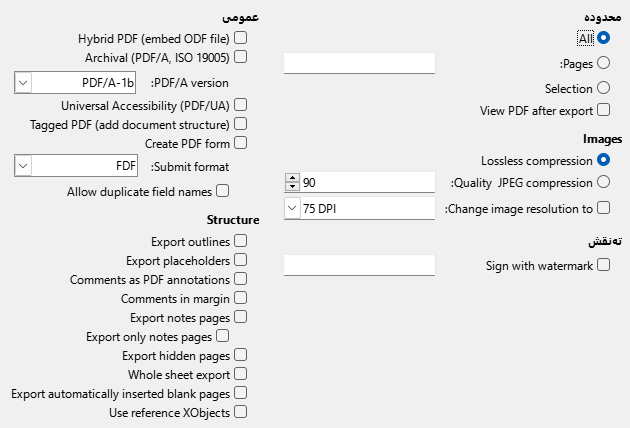 محدوده
All
Pages:
Selection
View PDF after export
Images
Lossless compression
Quality JPEG compression:
90
Change image resolution to:
75 DPI
ته‌نقش
Sign with watermark
عمومی
Hybrid PDF (embed ODF file)
Archival (PDF/A, ISO 19005)
PDF/A version:
PDF/A-1b
Universal Accessibility (PDF/UA)
Tagged PDF (add document structure)
Create PDF form
Submit format:
FDF
Allow duplicate field names
Structure
Export outlines
Export placeholders
Comments as PDF annotations
Comments in margin
Export notes pages
Export only notes pages
Export hidden pages
Whole sheet export
Export automatically inserted blank pages
Use reference XObjects